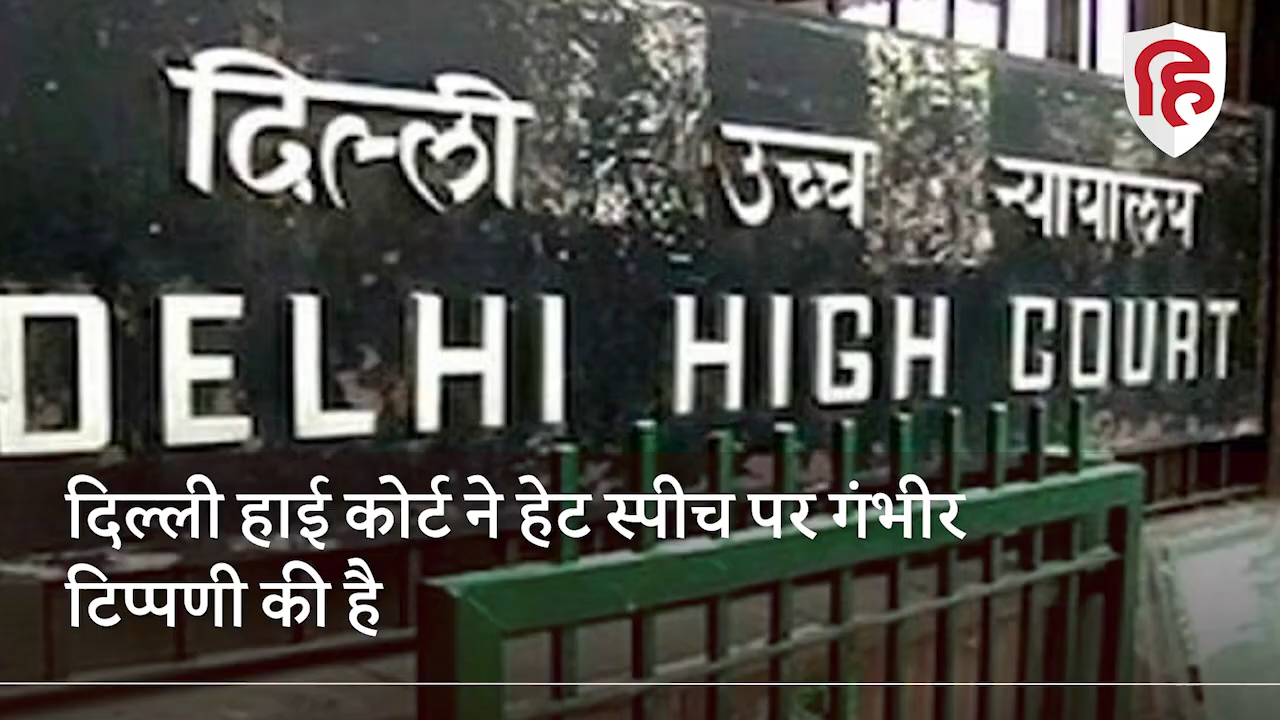 दिल्ली उच्च न्यायालय
DELHI HIGH COURT
दिल्ली हाई कोर्ट ने हेट स्पीच पर गंभीर
टिप्पणी की है
हि